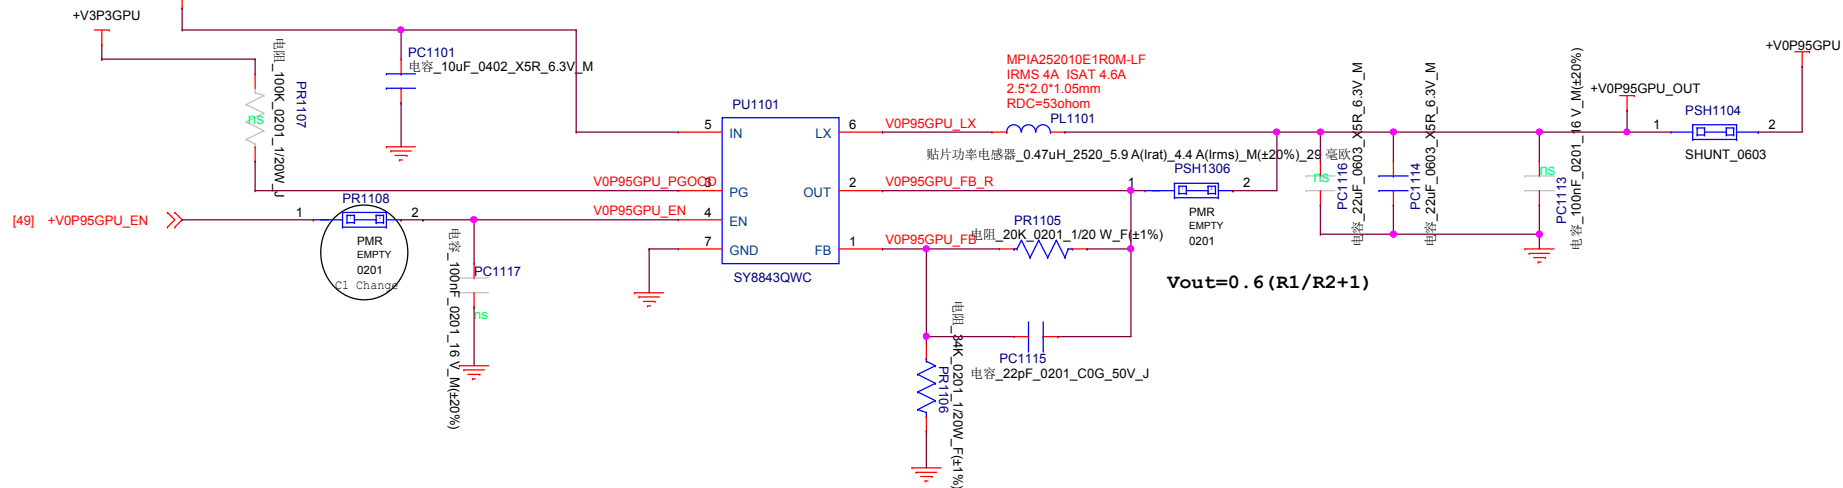 +V3P3GPU
电阻_100K_0201_1/20W_J
PR1107
ns
PC1101
电容_10uF_0402_X5R_6.3V_M
PU1101
5 IN
LX 6
3 PG
OUT 2
4 EN
7 GND
FB 1
SY8843QWC
V0P95GPU_PGOOD
[49] +V0P95GPU_EN
1 PR1108 2
PMR
EMPTY
0201
C1 Change
V0P95GPU_EN
电容_100nF_0201_16 V_M(±20%)
PC1117
ns
V0P95GPU_LX
MPIA252010E1R0M-LF
IRMS 4A ISAT 4.6A
2.5*2.0*1.05mm
RDC=53ohom
PL1101
贴片功率电感器_0.47uH_2520_5.9 A(Irat)_4.4 A(Irms)_M(±20%)_29 毫欧
V0P95GPU_FB_R
1 PSH1306 2
PMR
EMPTY
0201
V0P95GPU_FB
PR1105
电阻_20K_0201_1/20 W_F(±1%)
Vout=0.6(R1/R2+1)
PC1115
电容_22pF_0201_C0G_50V_J
电阻_34K_0201_1/20W_F(±1%)
PR1106
ns
PC1116
电容_22uF_0603_X5R_6.3V_M
PC1114
电容_22uF_0603_X5R_6.3V_M
ns
PC1113
电容_100nF_0201_16 V_M(±20%)
+V0P95GPU_OUT
1 PSH1104 2
SHUNT_0603
+V0P95GPU